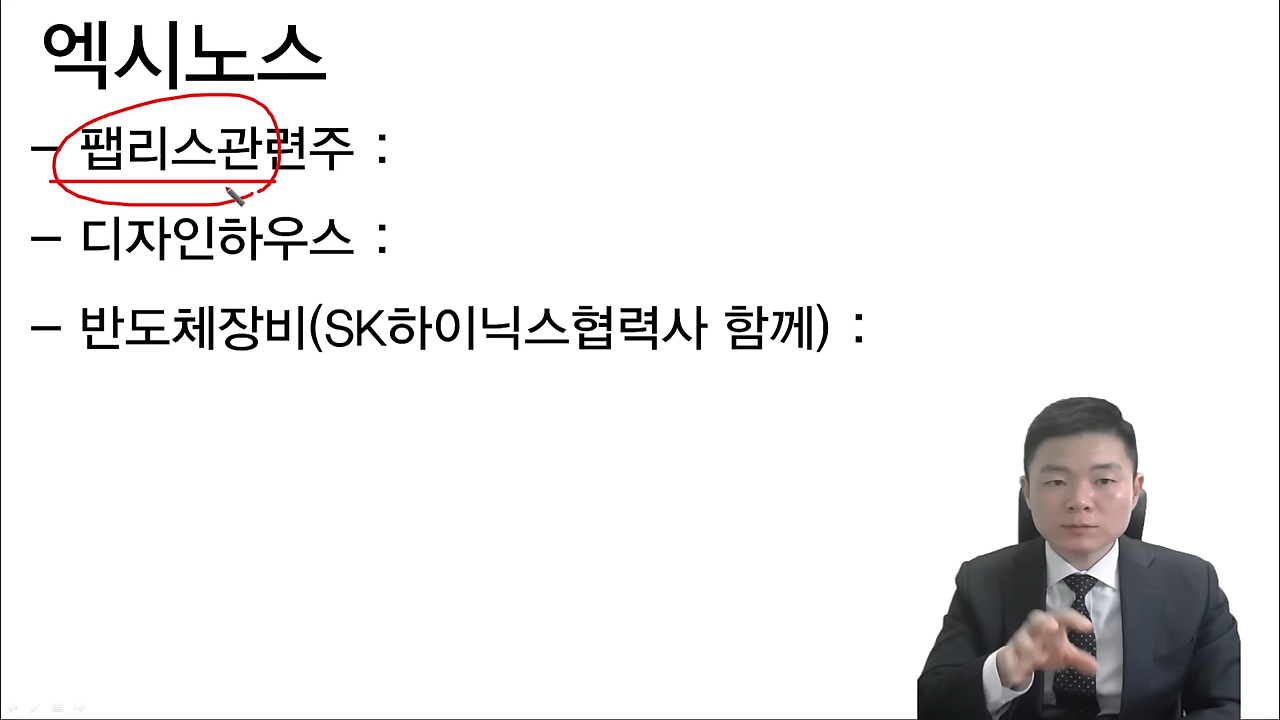 엑시노스
– 팹리스관련주 :
– 디자인하우스 :
– 반도체장비(SK하이닉스협력사 함께) :